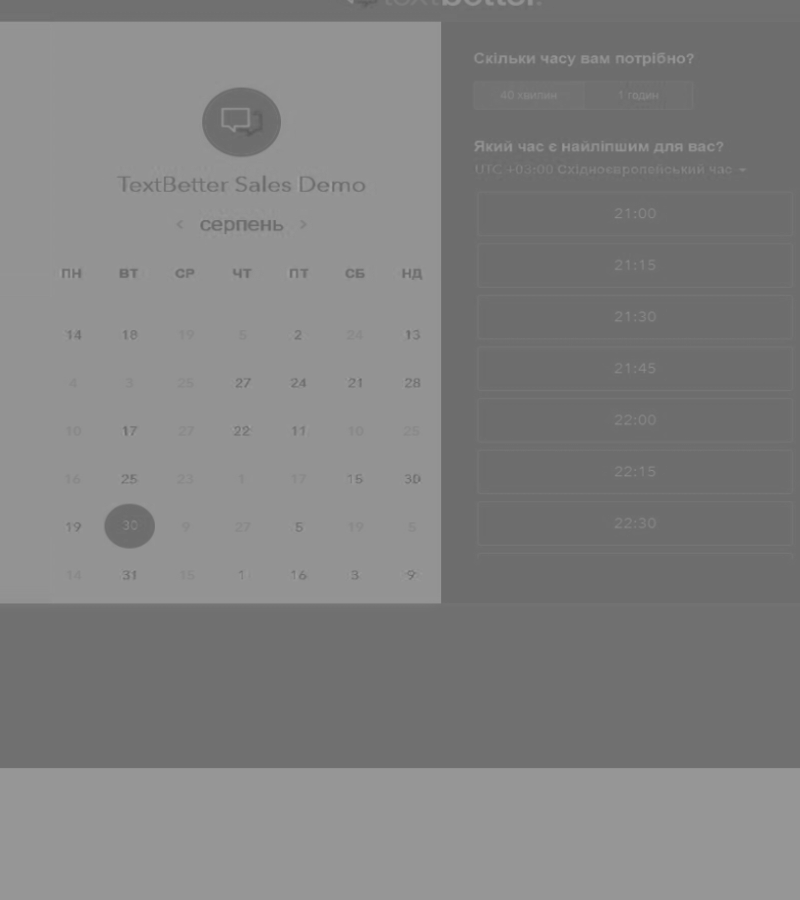 textbetter.
TextBetter Sales Demo
< серпень >
ПН ВТ СР ЧТ ПТ СБ НД
14 18 19 5 2 24 13
4 3 25 27 24 21 28
10 17 27 22 11 10 25
16 25 23 1 17 15 30
19 30 9 27 5 19 5
14 31 15 1 16 3 9
Скільки часу вам потрібно?
40 хвилин 1 годин
Який час є найліпшим для вас?
UTC +03:00 Східноєвропейський час
21:00
21:15
21:30
21:45
22:00
22:15
22:30